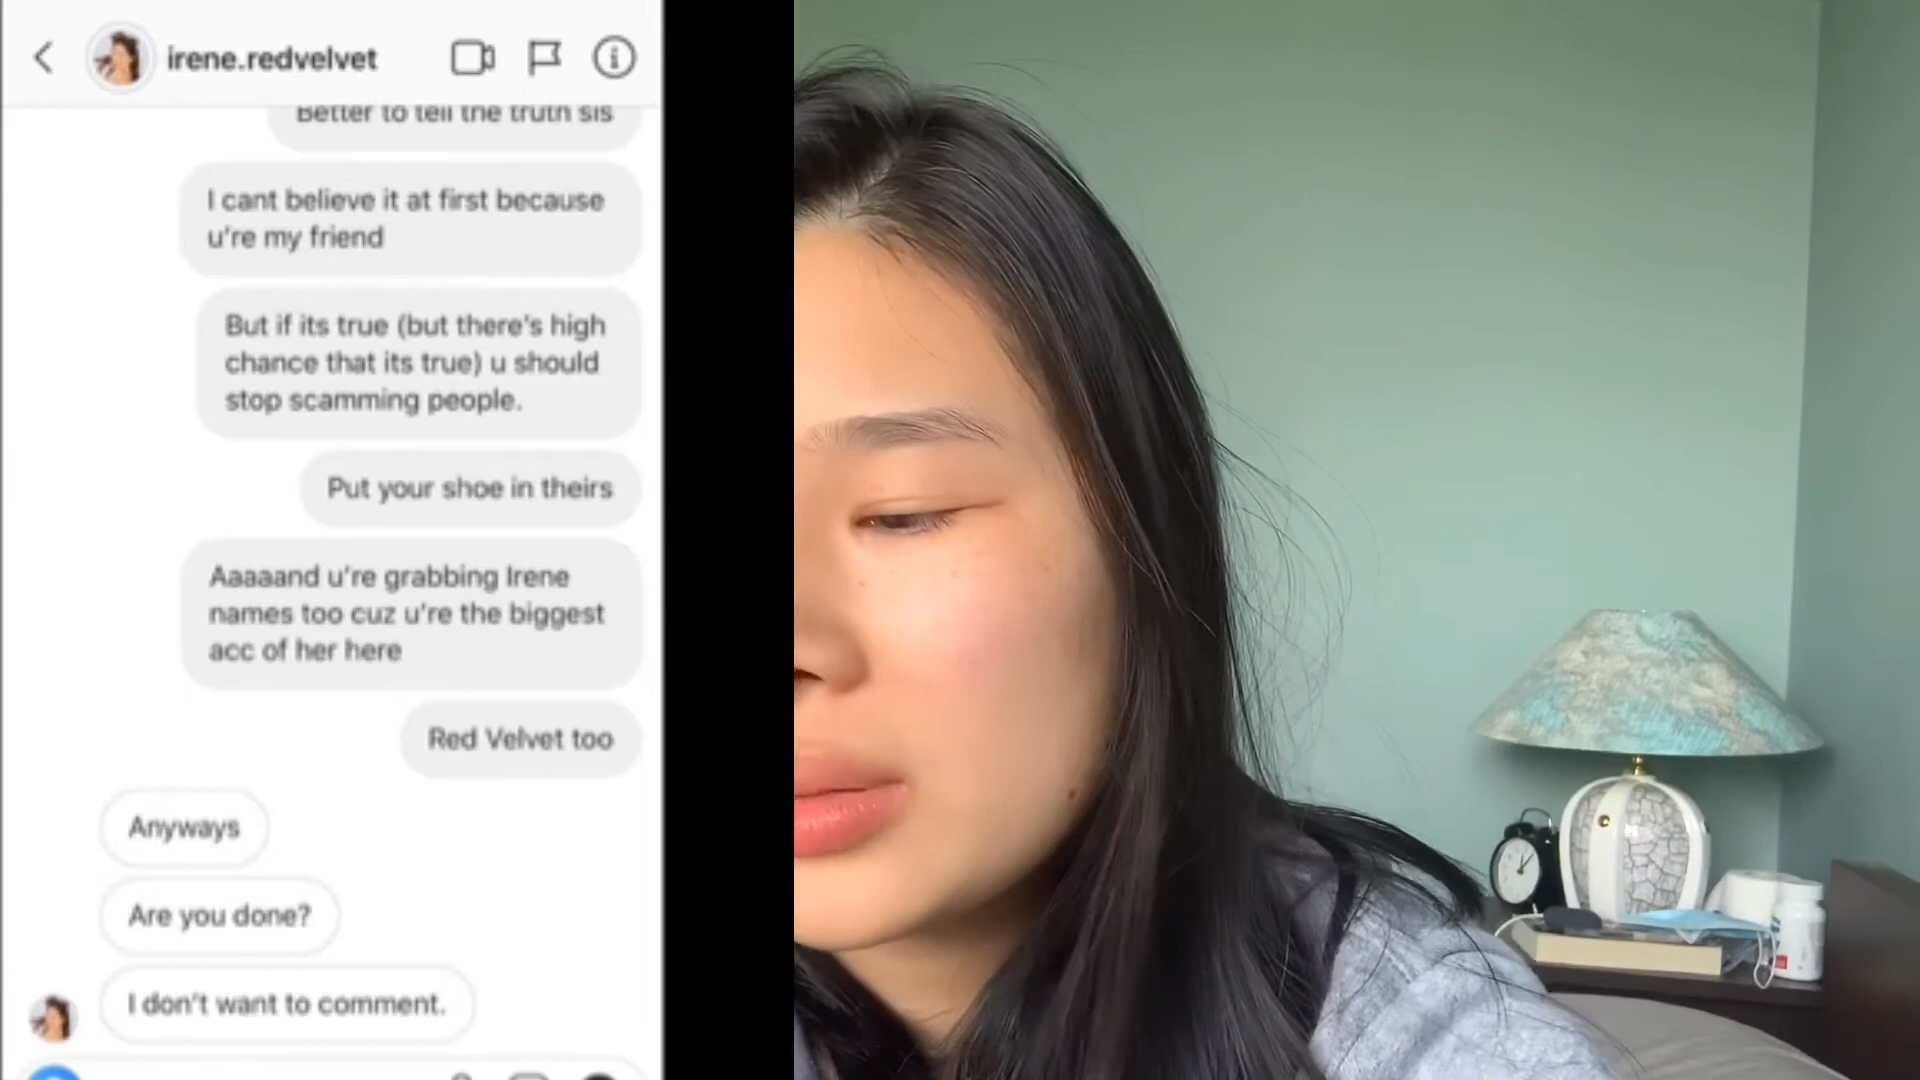 irene.redvelvet
Better to tell the truth sis
I cant believe it at first because
u're my friend
But if its true (but there's high
chance that its true) u should
stop scamming people.
Put your shoe in theirs
Aaaaand u're grabbing Irene
names too cuz u're the biggest
acc of her here
Red Velvet too
Anyways
Are you done?
I don't want to comment.